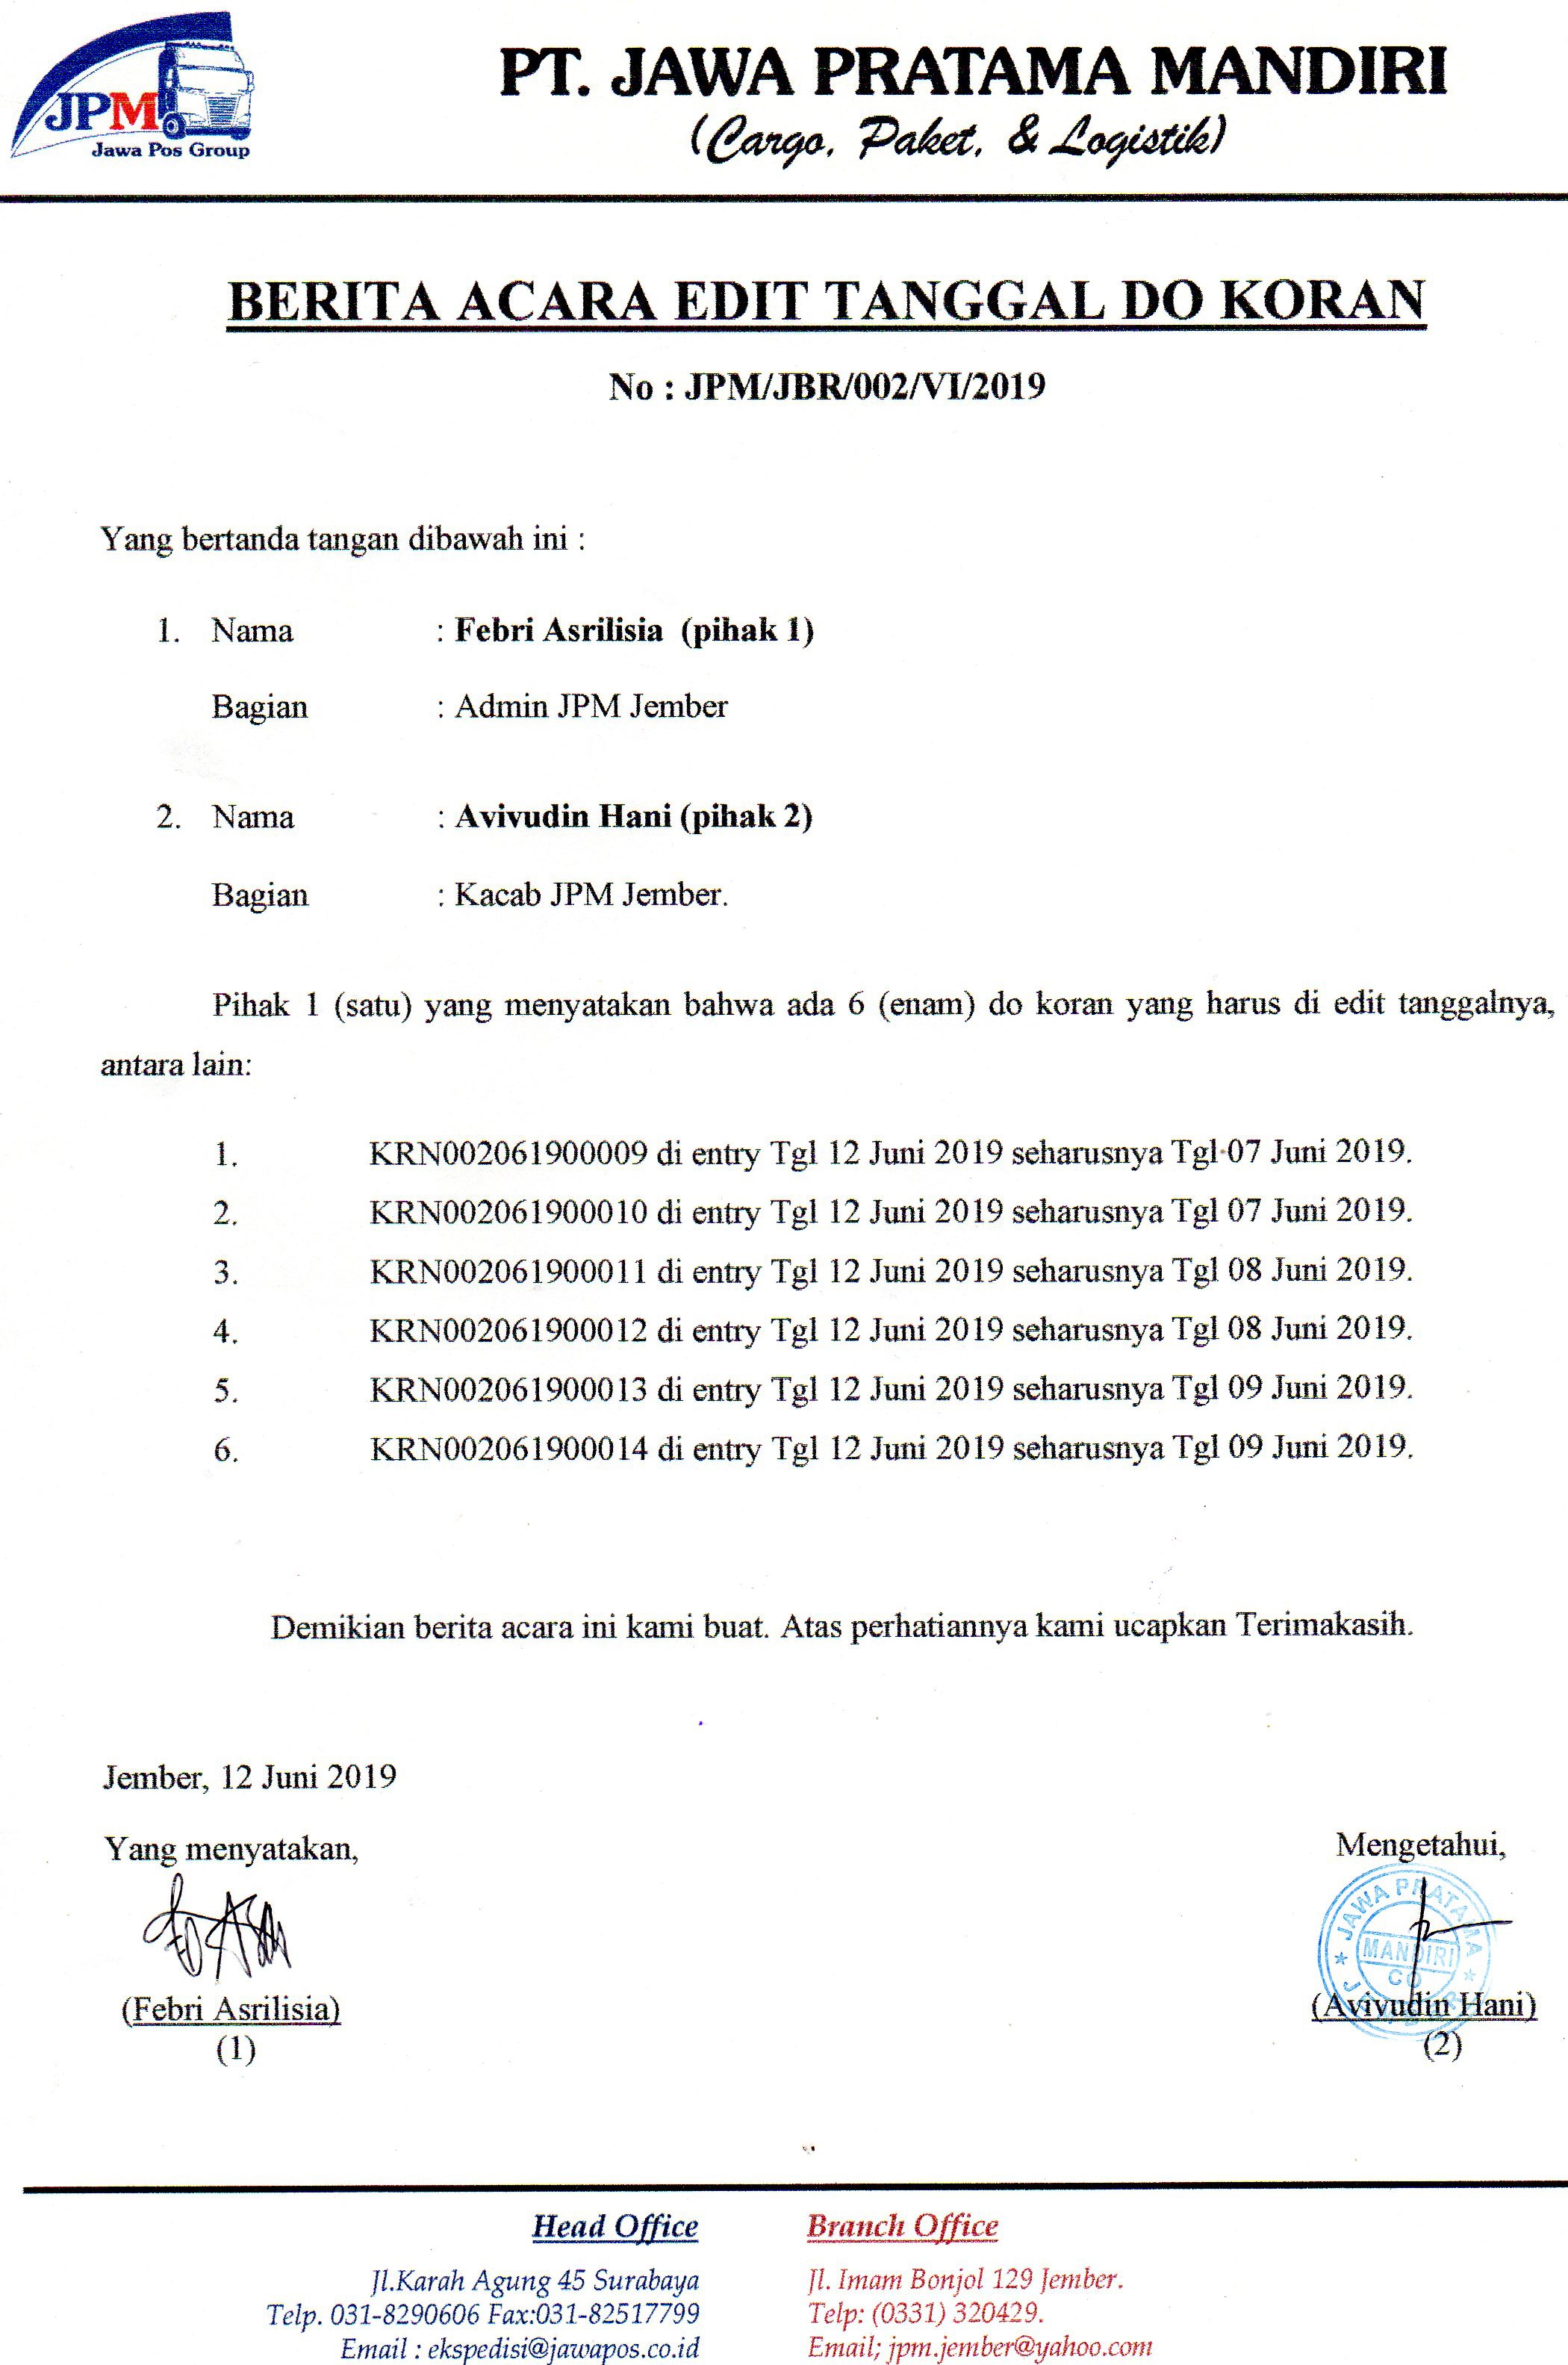 JPM
Jawa Pos Group
PT. JAWA PRATAMA MANDIRI
(Cargo, Paket, & Logistik)
BERITA ACARA EDIT TANGGAL DO KORAN
No : JPM/JBR/002/VI/2019
Yang bertanda tangan dibawah ini :
1. Nama : Febri Asrilisia (pihak 1)
Bagian : Admin JPM Jember
2. Nama : Avivudin Hani (pihak 2)
Bagian : Kacab JPM Jember.
Pihak 1 (satu) yang menyatakan bahwa ada 6 (enam) do koran yang harus di edit tanggalnya,
antara lain:
1. KRN002061900009 di entry Tgl 12 Juni 2019 seharusnya Tgl 07 Juni 2019.
2. KRN002061900010 di entry Tgl 12 Juni 2019 seharusnya Tgl 07 Juni 2019.
3. KRN002061900011 di entry Tgl 12 Juni 2019 seharusnya Tgl 08 Juni 2019.
4. KRN002061900012 di entry Tgl 12 Juni 2019 seharusnya Tgl 08 Juni 2019.
5. KRN002061900013 di entry Tgl 12 Juni 2019 seharusnya Tgl 09 Juni 2019.
6. KRN002061900014 di entry Tgl 12 Juni 2019 seharusnya Tgl 09 Juni 2019.
Demikian berita acara ini kami buat. Atas perhatiannya kami ucapkan Terimakasih.
Jember, 12 Juni 2019
Yang menyatakan, Mengetahui,
JAWA PRATAMA
MANDIRI
CO
(Febri Asrilisia) (Avivudin Hani)
(1) (2)
Head Office Branch Office
Jl.Karah Agung 45 Surabaya Jl. Imam Bonjol 129 Jember.
Telp. 031-8290606 Fax:031-82517799 Telp: (0331) 320429.
Email : ekspedisi@jawapos.co.id Email; jpm.jember@yahoo.com